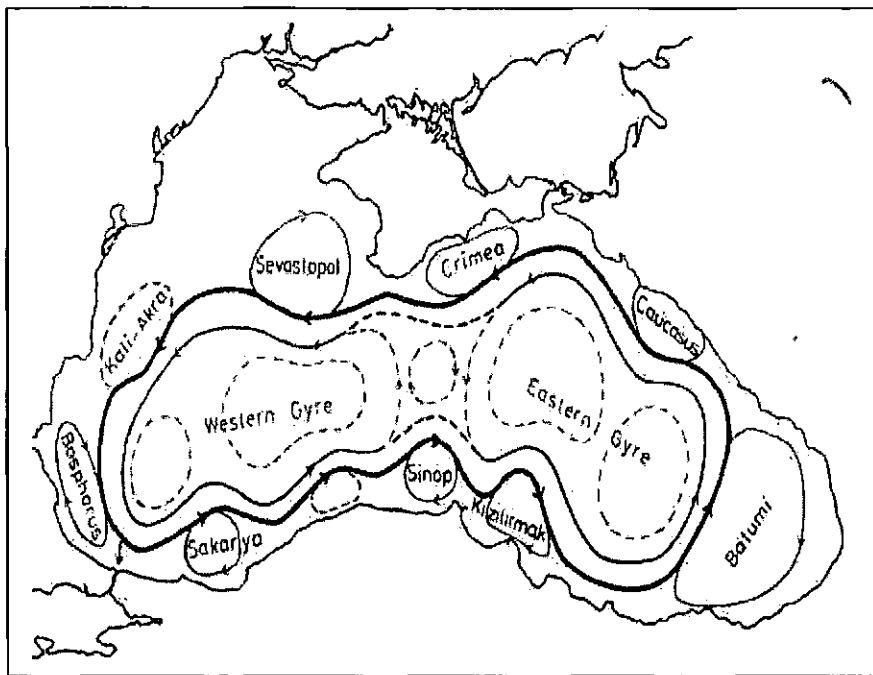 Sevastopol
Crimea
Kali-Akra
Caucasus
Western Gyre
Eastern
Gyre
Bosphorus
Sinop
Kizilirmak
Sakarya
Batumi